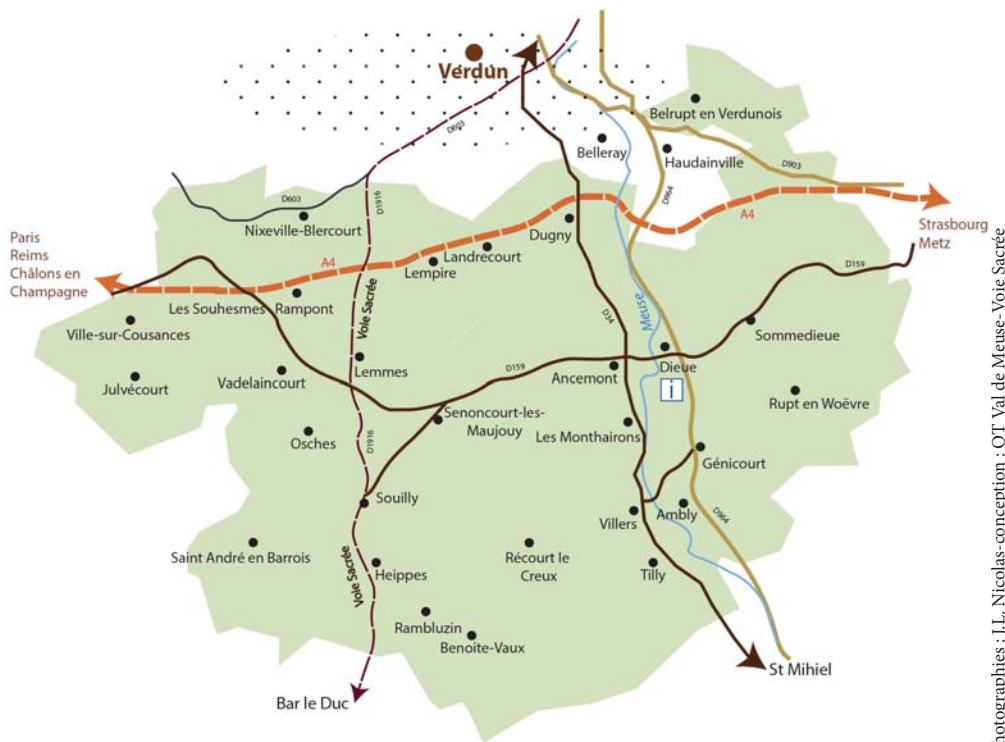 Verdun
Belrupt en Verdunois
D603
Belleray
Haudainville
D903
D1916
D964
D603
Nixeville-Blercourt
Dugny
A4
Strasbourg
Metz
Paris
Reims
Châlons en
Champagne
A4
Landrecourt
Lempire
D159
Les Souhesmes
Rampont
Voie Sacrée
Meuse
D34
Ville-sur-Cousances
Sommedieue
Lemmes
Dieue
D159
Julvécourt
Vadelaincourt
Ancemont
i
Rupt en Woëvre
Senoncourt-les-
Maujouy
Les Monthairons
Osches
D1916
Génicourt
Souilly
Villers
Ambly
D964
Saint André en Barrois
Voie Sacrée
Heippes
Récourt le
Creux
Tilly
Rambluzin
Benoite-Vaux
St Mihiel
Bar le Duc
hotographies : J.L. Nicolas-conception : OT Val de Meuse-Voie Sacrée